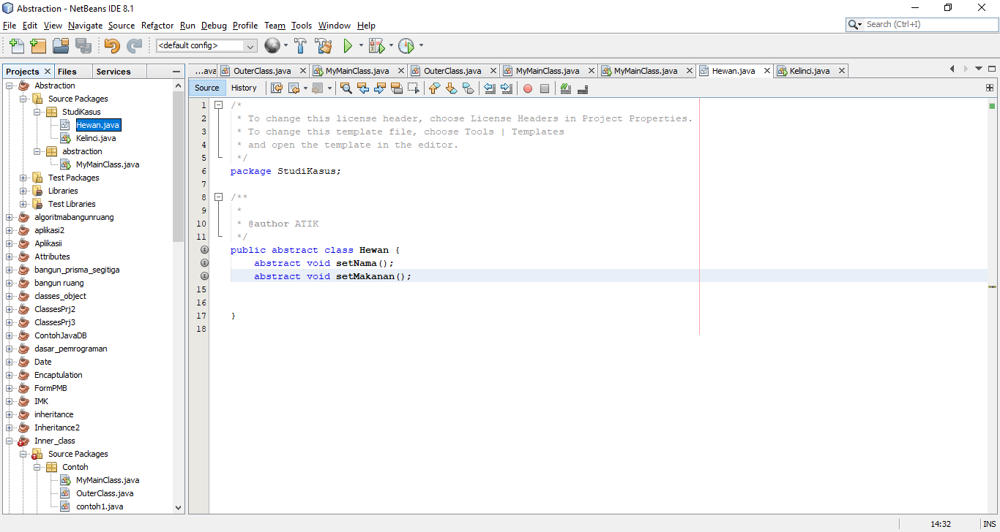 Abstraction - NetBeans IDE 8.1
File Edit View Navigate Source Refactor Run Debug Profile Team Tools Window Help
Search (Ctrl+I)
<default config>
Projects Files Services
Abstraction
Source Packages
StudiKasus
Hewan.java
Kelinci.java
abstraction
MyMainClass.java
Test Packages
Libraries
Test Libraries
algoritmabangunruang
aplikasi2
Aplikasii
Attributes
bangun_prisma_segitiga
bangun ruang
classes_object
ClassesPrj2
ClassesPrj3
ContohJavaDB
dasar_pemrograman
Date
Encaptulation
FormPMB
IMK
inheritance
Inheritance2
Inner_class
Source Packages
Contoh
MyMainClass.java
OuterClass.java
contoh1.java
...ava OuterClass.java MyMainClass.java OuterClass.java MyMainClass.java MyMainClass.java Hewan.java Kelinci.java
Source History
1 /*
2 * To change this license header, choose License Headers in Project Properties.
3 * To change this template file, choose Tools | Templates
4 * and open the template in the editor.
5 */
6 package StudiKasus;
7
8 /**
9 *
10 * @author ATIK
11 */
public abstract class Hewan {
abstract void setNama();
abstract void setMakanan();
15
16
17 }
18
14:32 INS